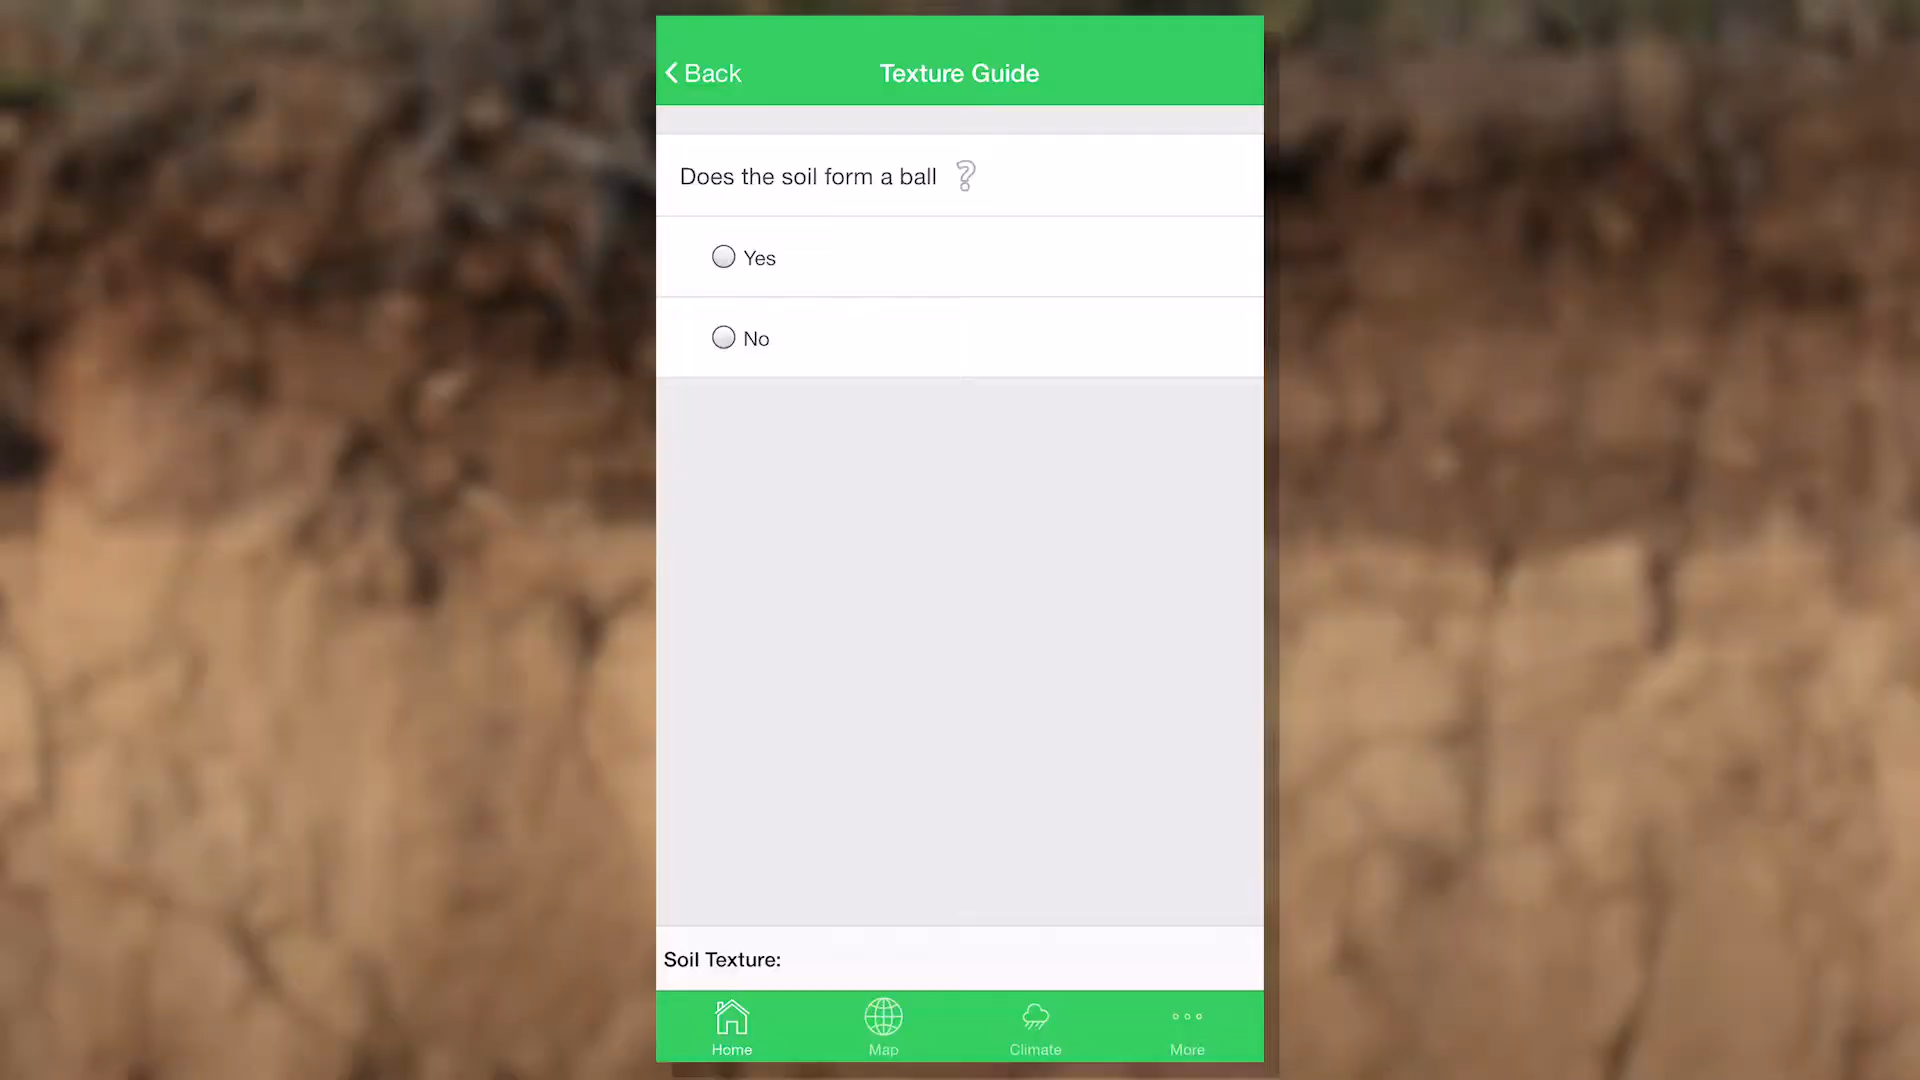 Back
Texture Guide
Does the soil form a ball
Yes
No
Soil Texture:
Home
Map
Climate
More